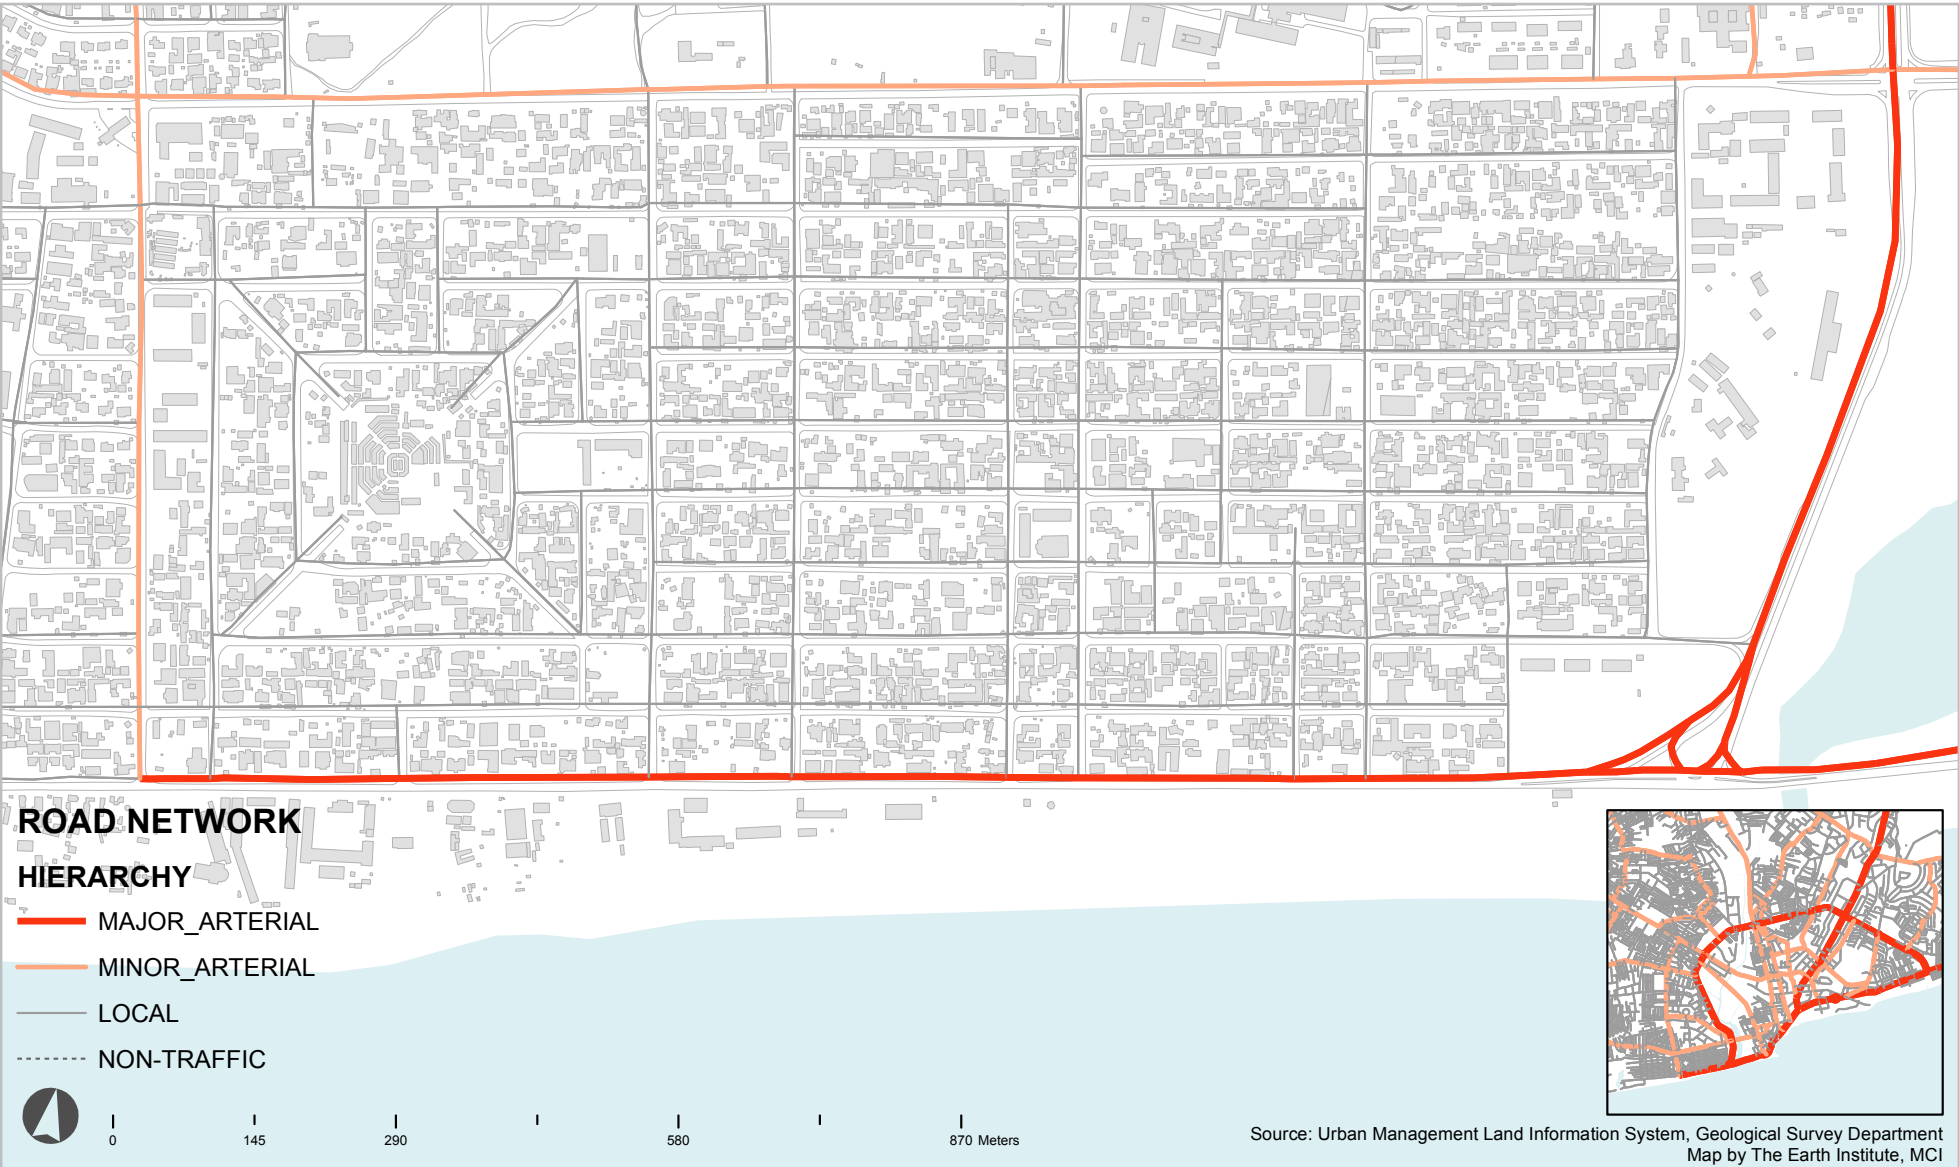 ROAD NETWORK
HIERARCHY
MAJOR_ARTERIAL
MINOR_ARTERIAL
LOCAL
NON-TRAFFIC
0 145 290 580 870 Meters
Source: Urban Management Land Information System, Geological Survey Department
Map by The Earth Institute, MCI